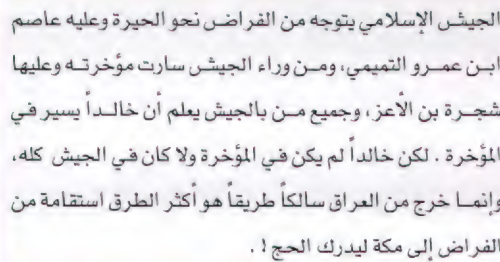 الجيش الإسلامي يتوجه من الفراض نحو الحيرة وعليه عاصم
ابن عمرو التميمي، ومن وراء الجيش سارت مؤخرته وعليها
شجرة بن الأعز، وجميع من بالجيش يعلم أن خالداً يسير في
المؤخرة . لكن خالداً لم يكن في المؤخرة ولا كان في الجيش كله،
وإنما خرج من العراق سالكاً طريقاً هو أكثر الطرق استقامة من
الفراض إلى مكة ليدرك الحج ! .